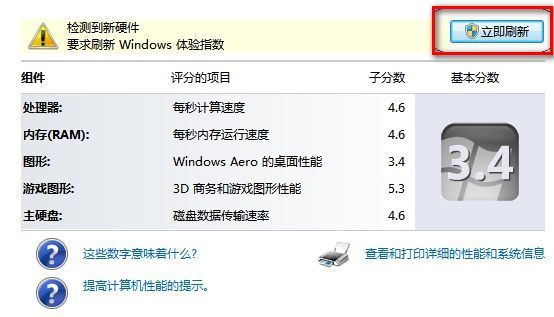 检测到新硬件
要求刷新 Windows 体验指数
立即刷新
组件 评分的项目 子分数 基本分数
处理器: 每秒计算速度 4.6
内存(RAM): 每秒内存运行速度 4.6
图形: Windows Aero 的桌面性能 3.4
游戏图形: 3D 商务和游戏图形性能 5.3
主硬盘: 磁盘数据传输速率 4.6
3.4
这些数字意味着什么?
查看和打印详细的性能和系统信息
提高计算机性能的提示。